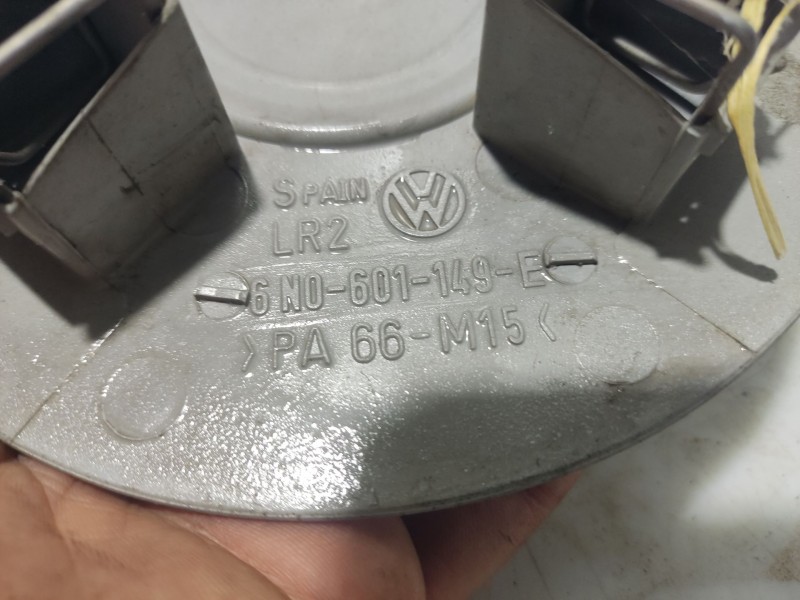 SPAIN
LR2
6N0-601-149-E
>PA 66-M15<